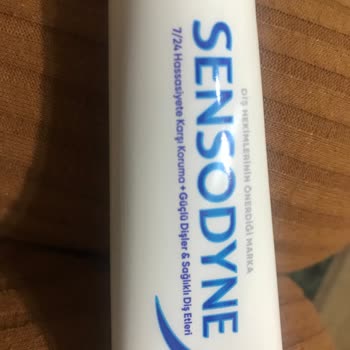 DİŞ HEKİMLERİNİN ÖNERDİĞİ MARKA
SENSODYNE
7/24 Hassasiyete Karşı Koruma + Güçlü Dişler & Sağlıklı Diş Etleri